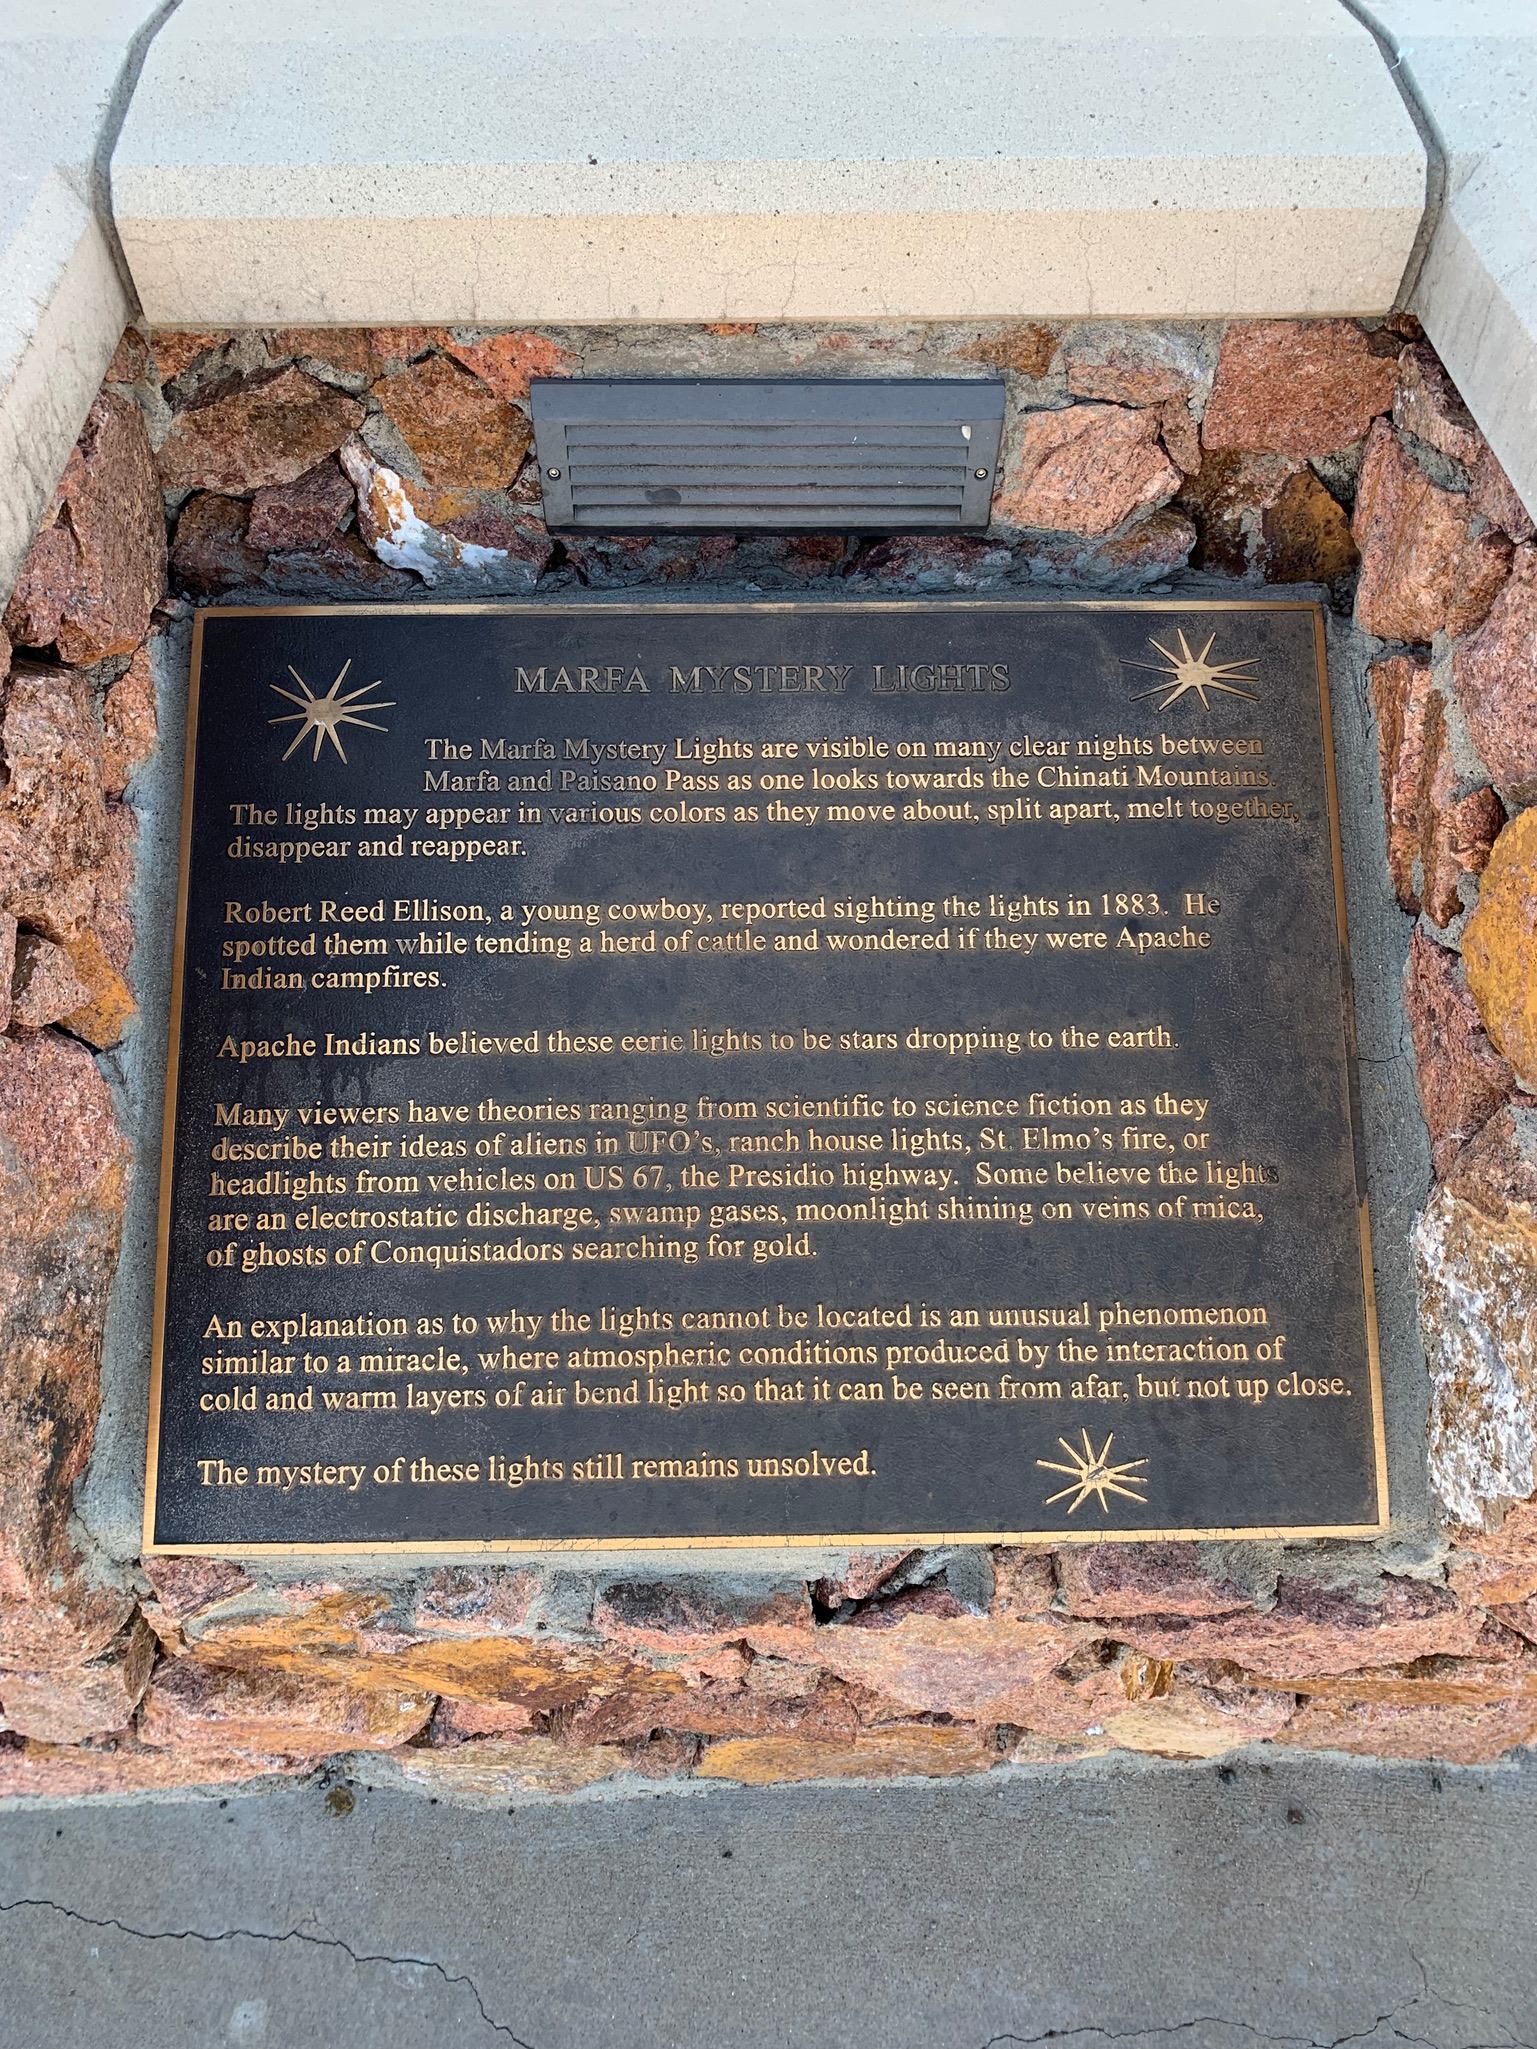 MARFA MYSTERY LIGHTS
The Marfa Mystery Lights are visible on many clear nights between
Marfa and Paisano Pass as one looks towards the Chinati Mountains.
The lights may appear in various colors as they move about, split apart, melt together,
disappear and reappear.
Robert Reed Ellison, a young cowboy, reported sighting the lights in 1883. He
spotted them while tending a herd of cattle and wondered if they were Apache
Indian campfires.
Apache Indians believed these eerie lights to be stars dropping to the earth.
Many viewers have theories ranging from scientific to science fiction as they
describe their ideas of aliens in UFO's, ranch house lights, St. Elmo's fire, or
headlights from vehicles on US 67, the Presidio highway. Some believe the lights
are an electrostatic discharge, swamp gases, moonlight shining on veins of mica,
of ghosts of Conquistadors searching for gold.
An explanation as to why the lights cannot be located is an unusual phenomenon
similar to a miracle, where atmospheric conditions produced by the interaction of
cold and warm layers of air bend light so that it can be seen from afar, but not up close.
The mystery of these lights still remains unsolved.